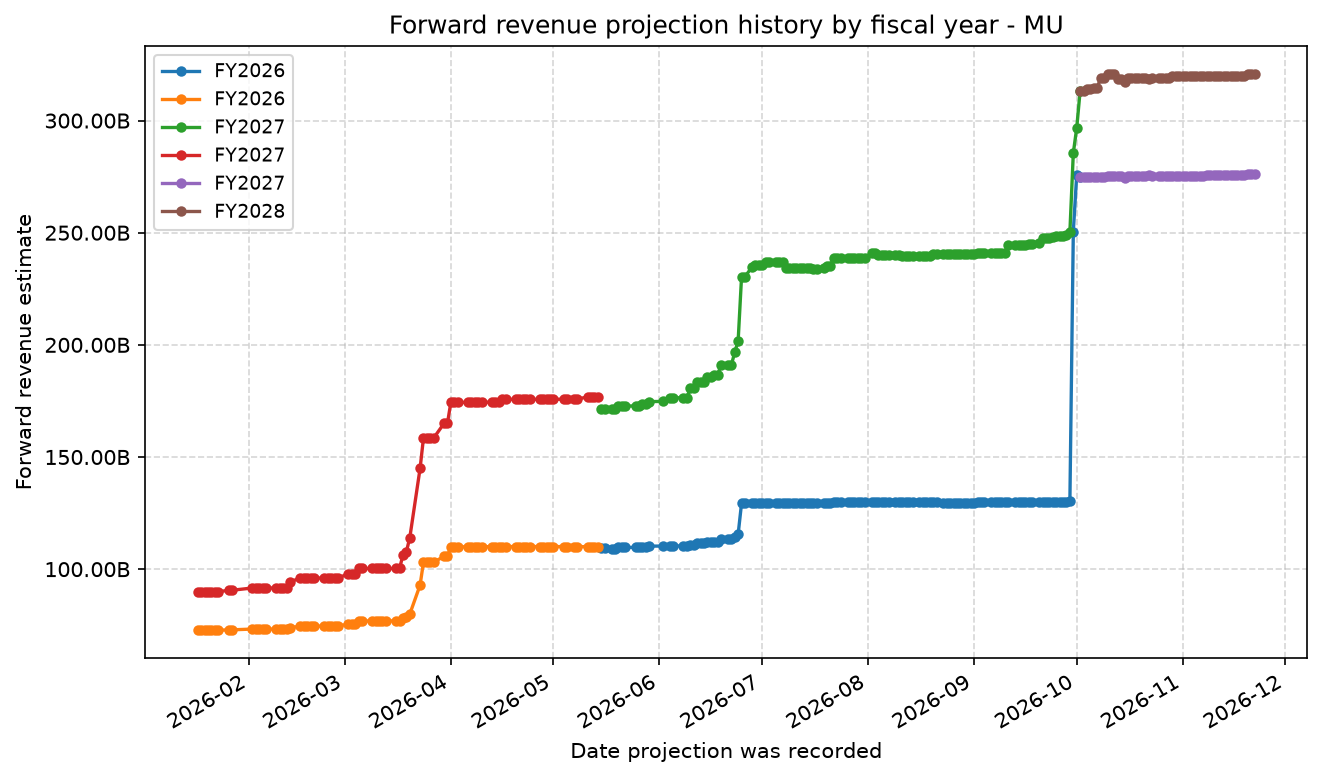 Forward revenue projection history by fiscal year - MU
FY2026
FY2026
FY2027
FY2027
FY2027
FY2028
300.00B
250.00B
200.00B
150.00B
100.00B
Forward revenue estimate
2026-02
2026-03
2026-04
2026-05
2026-06
2026-07
2026-08
2026-09
2026-10
2026-11
2026-12
Date projection was recorded